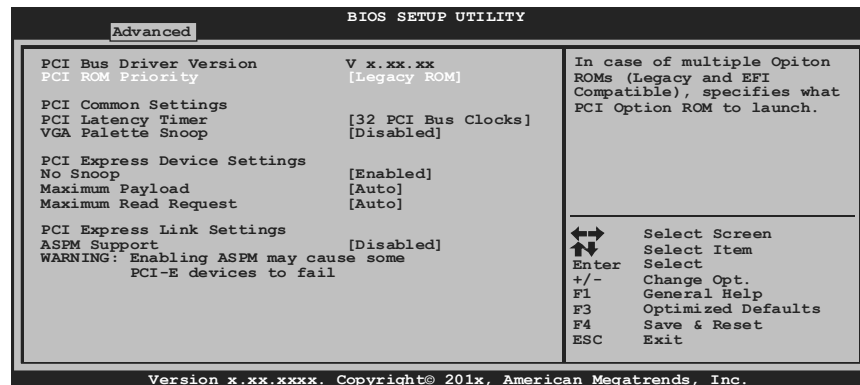 BIOS SETUP UTILITY
Advanced
PCI Bus Driver Version V x.xx.xx
PCI ROM Priority [Legacy ROM]
PCI Common Settings
PCI Latency Timer [32 PCI Bus Clocks]
VGA Palette Snoop [Disabled]
PCI Express Device Settings
No Snoop [Enabled]
Maximum Payload [Auto]
Maximum Read Request [Auto]
PCI Express Link Settings
ASPM Support [Disabled]
WARNING: Enabling ASPM may cause some
PCI-E devices to fail
In case of multiple Opiton
ROMs (Legacy and EFI
Compatible), specifies what
PCI Option ROM to launch.
Select Screen
Select Item
Enter Select
+/- Change Opt.
F1 General Help
F3 Optimized Defaults
F4 Save & Reset
ESC Exit
Version x.xx.xxxx. Copyright© 201x, American Megatrends, Inc.